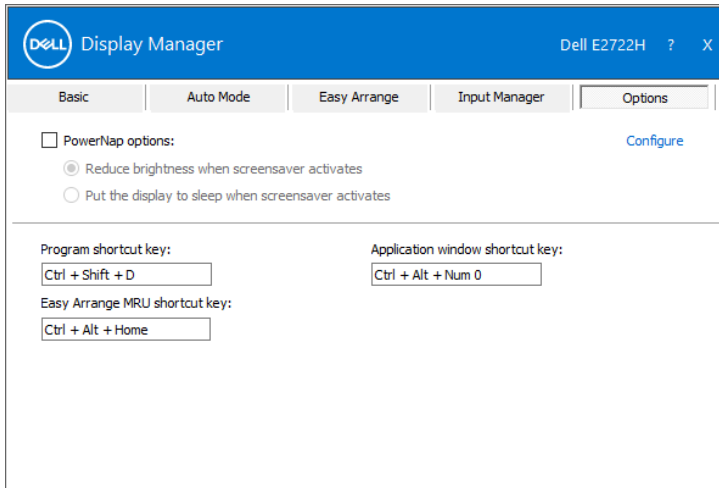 DELL Display Manager Dell E2722H ? X
Basic Auto Mode Easy Arrange Input Manager Options
PowerNap options: Configure
Reduce brightness when screensaver activates
Put the display to sleep when screensaver activates
Program shortcut key: Application window shortcut key:
Ctrl + Shift + D Ctrl + Alt + Num 0
Easy Arrange MRU shortcut key:
Ctrl + Alt + Home